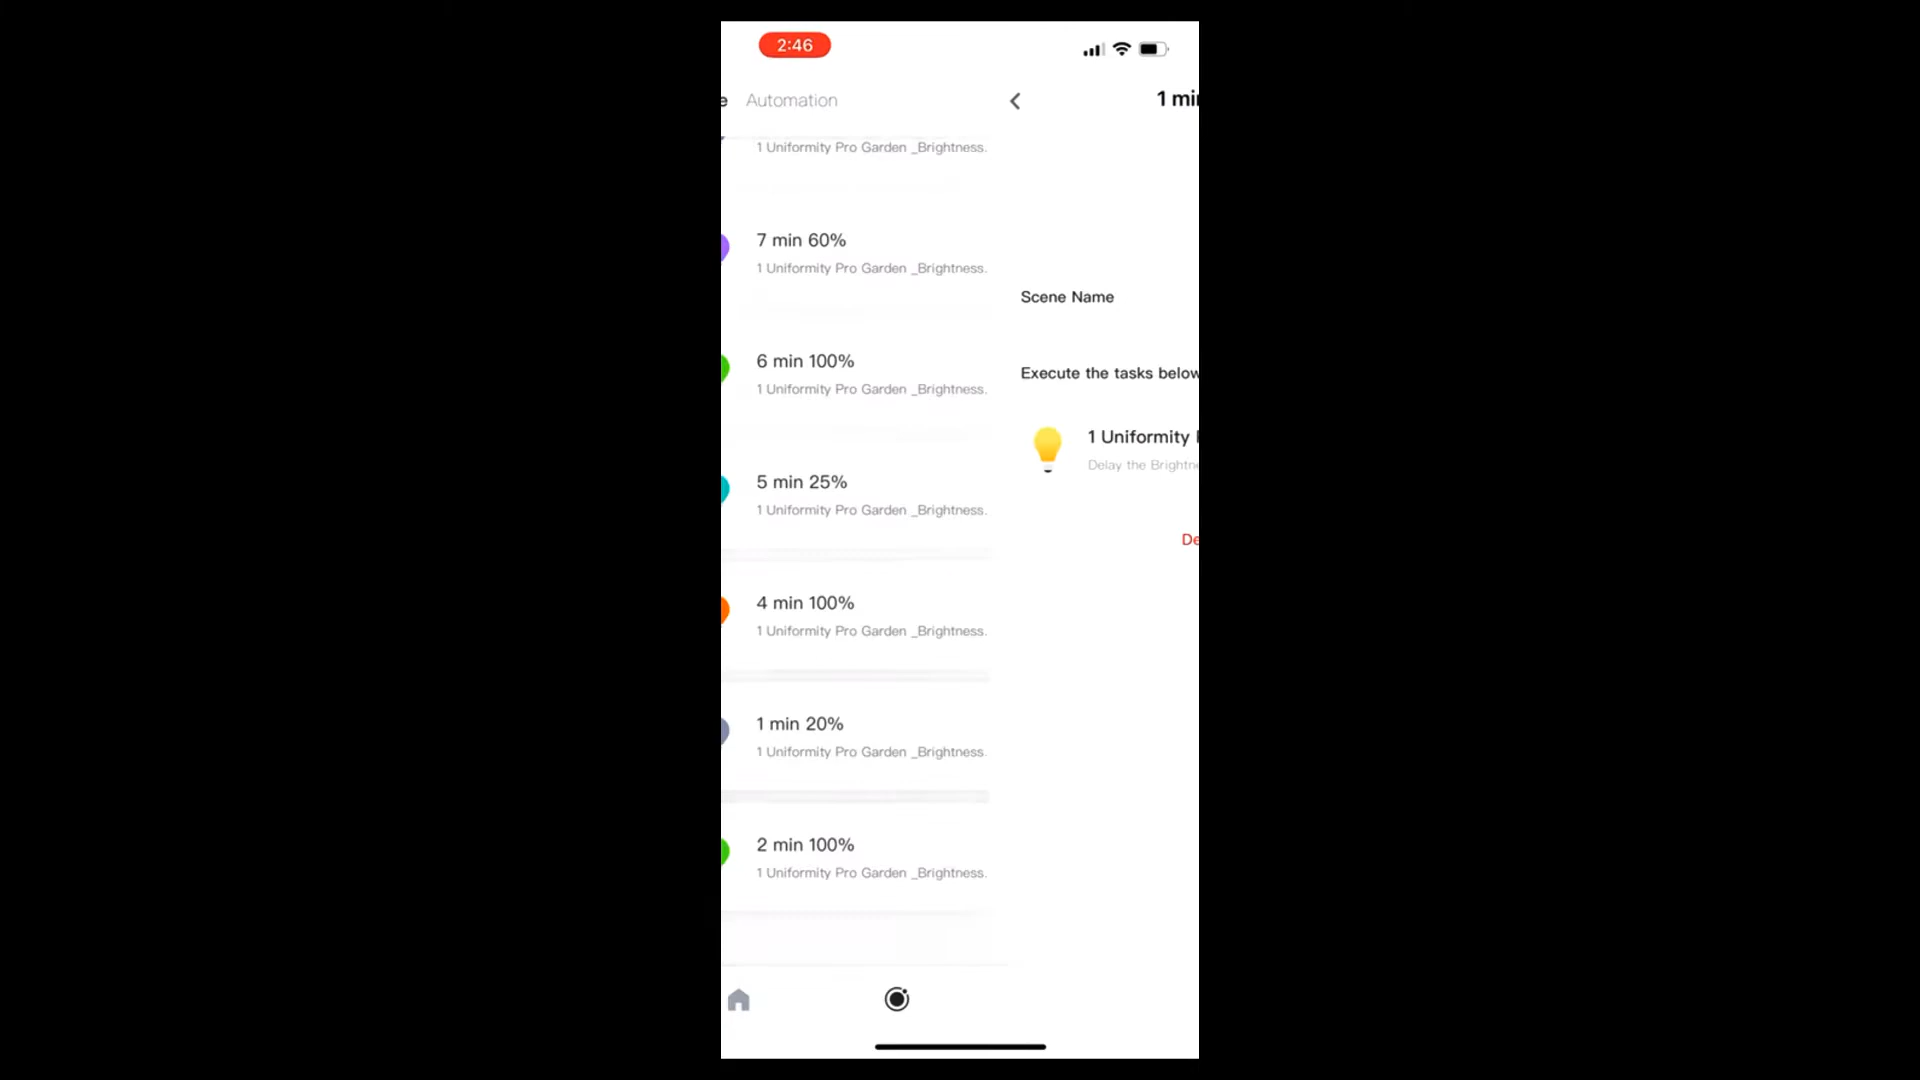 2:46
e Automation
1 min
1 Uniformity Pro Garden _Brightness.
7 min 60%
1 Uniformity Pro Garden _Brightness.
Scene Name
6 min 100%
1 Uniformity Pro Garden _Brightness.
Execute the tasks below
1 Uniformity
Delay the Brightn
5 min 25%
1 Uniformity Pro Garden _Brightness.
De
4 min 100%
1 Uniformity Pro Garden _Brightness.
1 min 20%
1 Uniformity Pro Garden _Brightness.
2 min 100%
1 Uniformity Pro Garden _Brightness.